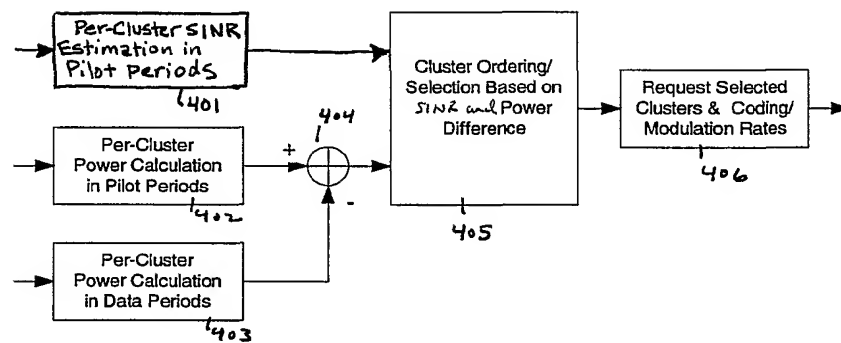 Per-Cluster SINR
Estimation in
Pilot Periods
401
Per-Cluster
Power Calculation
in Pilot Periods
402
Per-Cluster
Power Calculation
in Data Periods
403
404
+
-
Cluster Ordering/
Selection Based on
SINR and Power
Difference
405
Request Selected
Clusters & Coding/
Modulation Rates
406